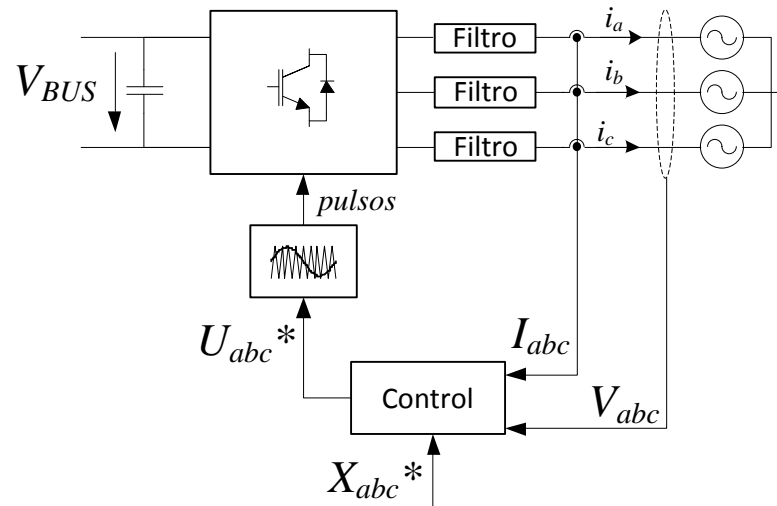 Filtro
i_a
V_BUS
Filtro
i_b
Filtro
i_c
pulsos
U_abc*
I_abc
Control
V_abc
X_abc*